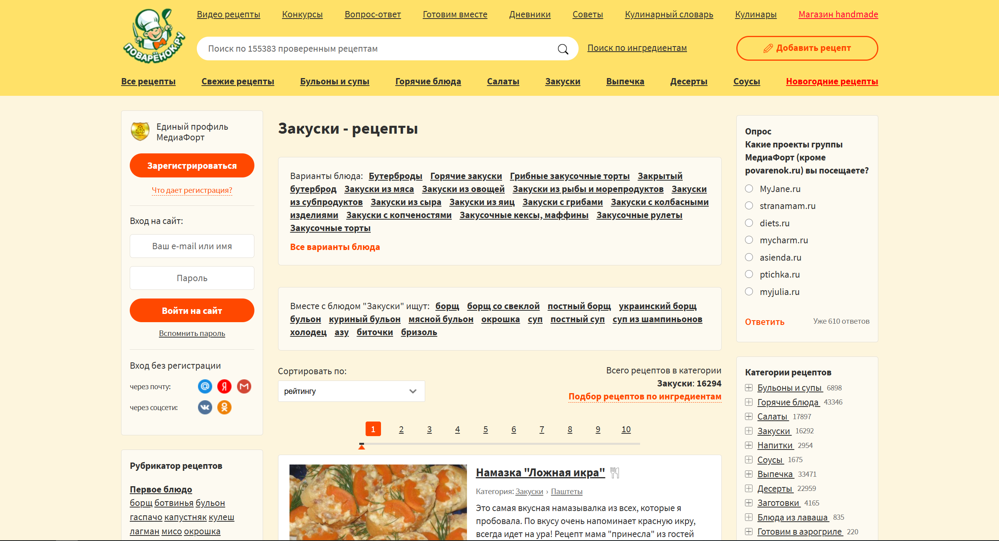 Видео рецепты Конкурсы Вопрос-ответ Готовим вместе Дневники Советы Кулинарный словарь Кулинары Магазин handmade
ПОВАРЁНОК.РУ
Поиск по 155383 проверенным рецептам
Поиск по ингредиентам
Добавить рецепт
Все рецепты Свежие рецепты Бульоны и супы Горячие блюда Салаты Закуски Выпечка Десерты Соусы Новогодние рецепты
Единый профиль
МедиаФорт
Зарегистрироваться
Что дает регистрация?
Вход на сайт:
Ваш e-mail или имя
Пароль
Войти на сайт
Вспомнить пароль
Вход без регистрации
через почту:
через соцсети:
Рубрикатор рецептов
Первое блюдо
борщ ботвинья бульон
гаспачо капустняк кулеш
лагман мисо окрошка
Закуски - рецепты
Варианты блюда: Бутерброды Горячие закуски Грибные закусочные торты Закрытый
бутерброд Закуски из мяса Закуски из овощей Закуски из рыбы и морепродуктов Закуски
из субпродуктов Закуски из сыра Закуски из яиц Закуски с грибами Закуски с колбасными
изделиями Закуски с копченостями Закусочные кексы, маффины Закусочные рулеты
Закусочные торты
Все варианты блюда
Вместе с блюдом "Закуски" ищут: борщ борщ со свеклой постный борщ украинский борщ
бульон куриный бульон мясной бульон окрошка суп постный суп суп из шампиньонов
холодец азу биточки бризоль
Сортировать по:
рейтингу
Всего рецептов в категории
Закуски: 16294
Подбор рецептов по ингредиентам
1 2 3 4 5 6 7 8 9 10
Намазка "Ложная икра"
Категория: Закуски › Паштеты
Это самая вкусная намазывалка из всех, которые я
пробовала. По вкусу очень напоминает красную икру,
всегда идет на ура! Рецепт мама "принесла" из гостей
Опрос
Какие проекты группы
МедиаФорт (кроме
povarenok.ru) вы посещаете?
MyJane.ru
stranamam.ru
diets.ru
mycharm.ru
asienda.ru
ptichka.ru
myjulia.ru
Ответить Уже 610 ответов
Категории рецептов
Бульоны и супы 6898
Горячие блюда 43346
Салаты 17897
Закуски 16292
Напитки 2954
Соусы 1675
Выпечка 33471
Десерты 22959
Заготовки 4165
Блюда из лаваша 835
Готовим в аэрогриле 220